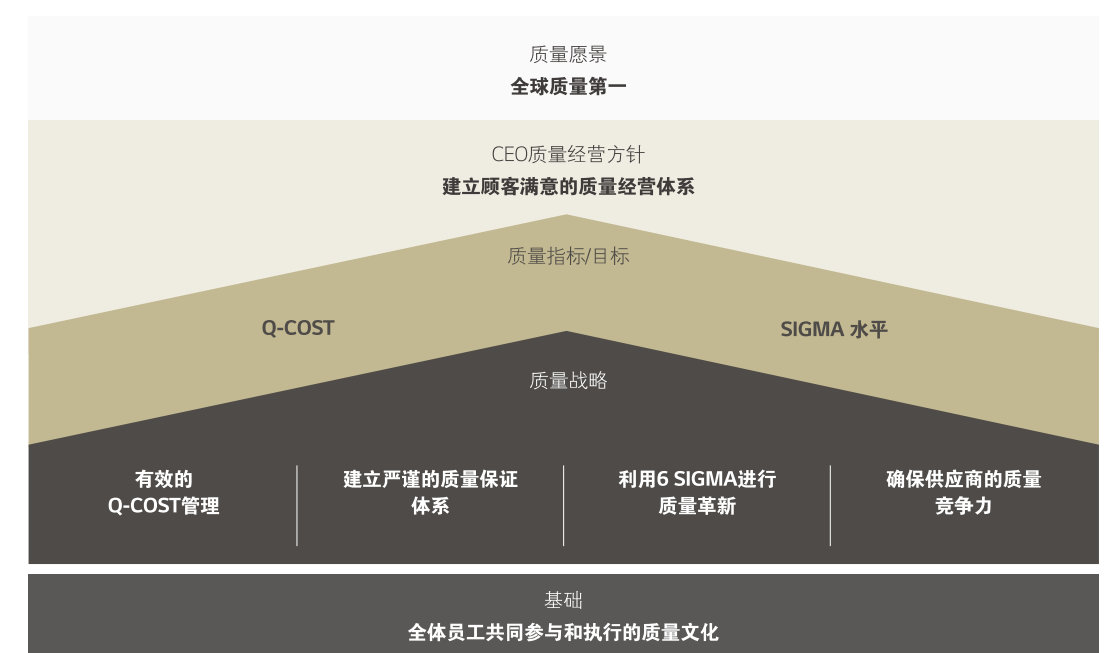 质量愿景
全球质量第一
CEO质量经营方针
建立顾客满意的质量经营体系
质量指标/目标
Q-COST
SIGMA 水平
质量战略
有效的
Q-COST管理
建立严谨的质量保证
体系
利用6 SIGMA进行
质量革新
确保供应商的质量
竞争力
基础
全体员工共同参与和执行的质量文化